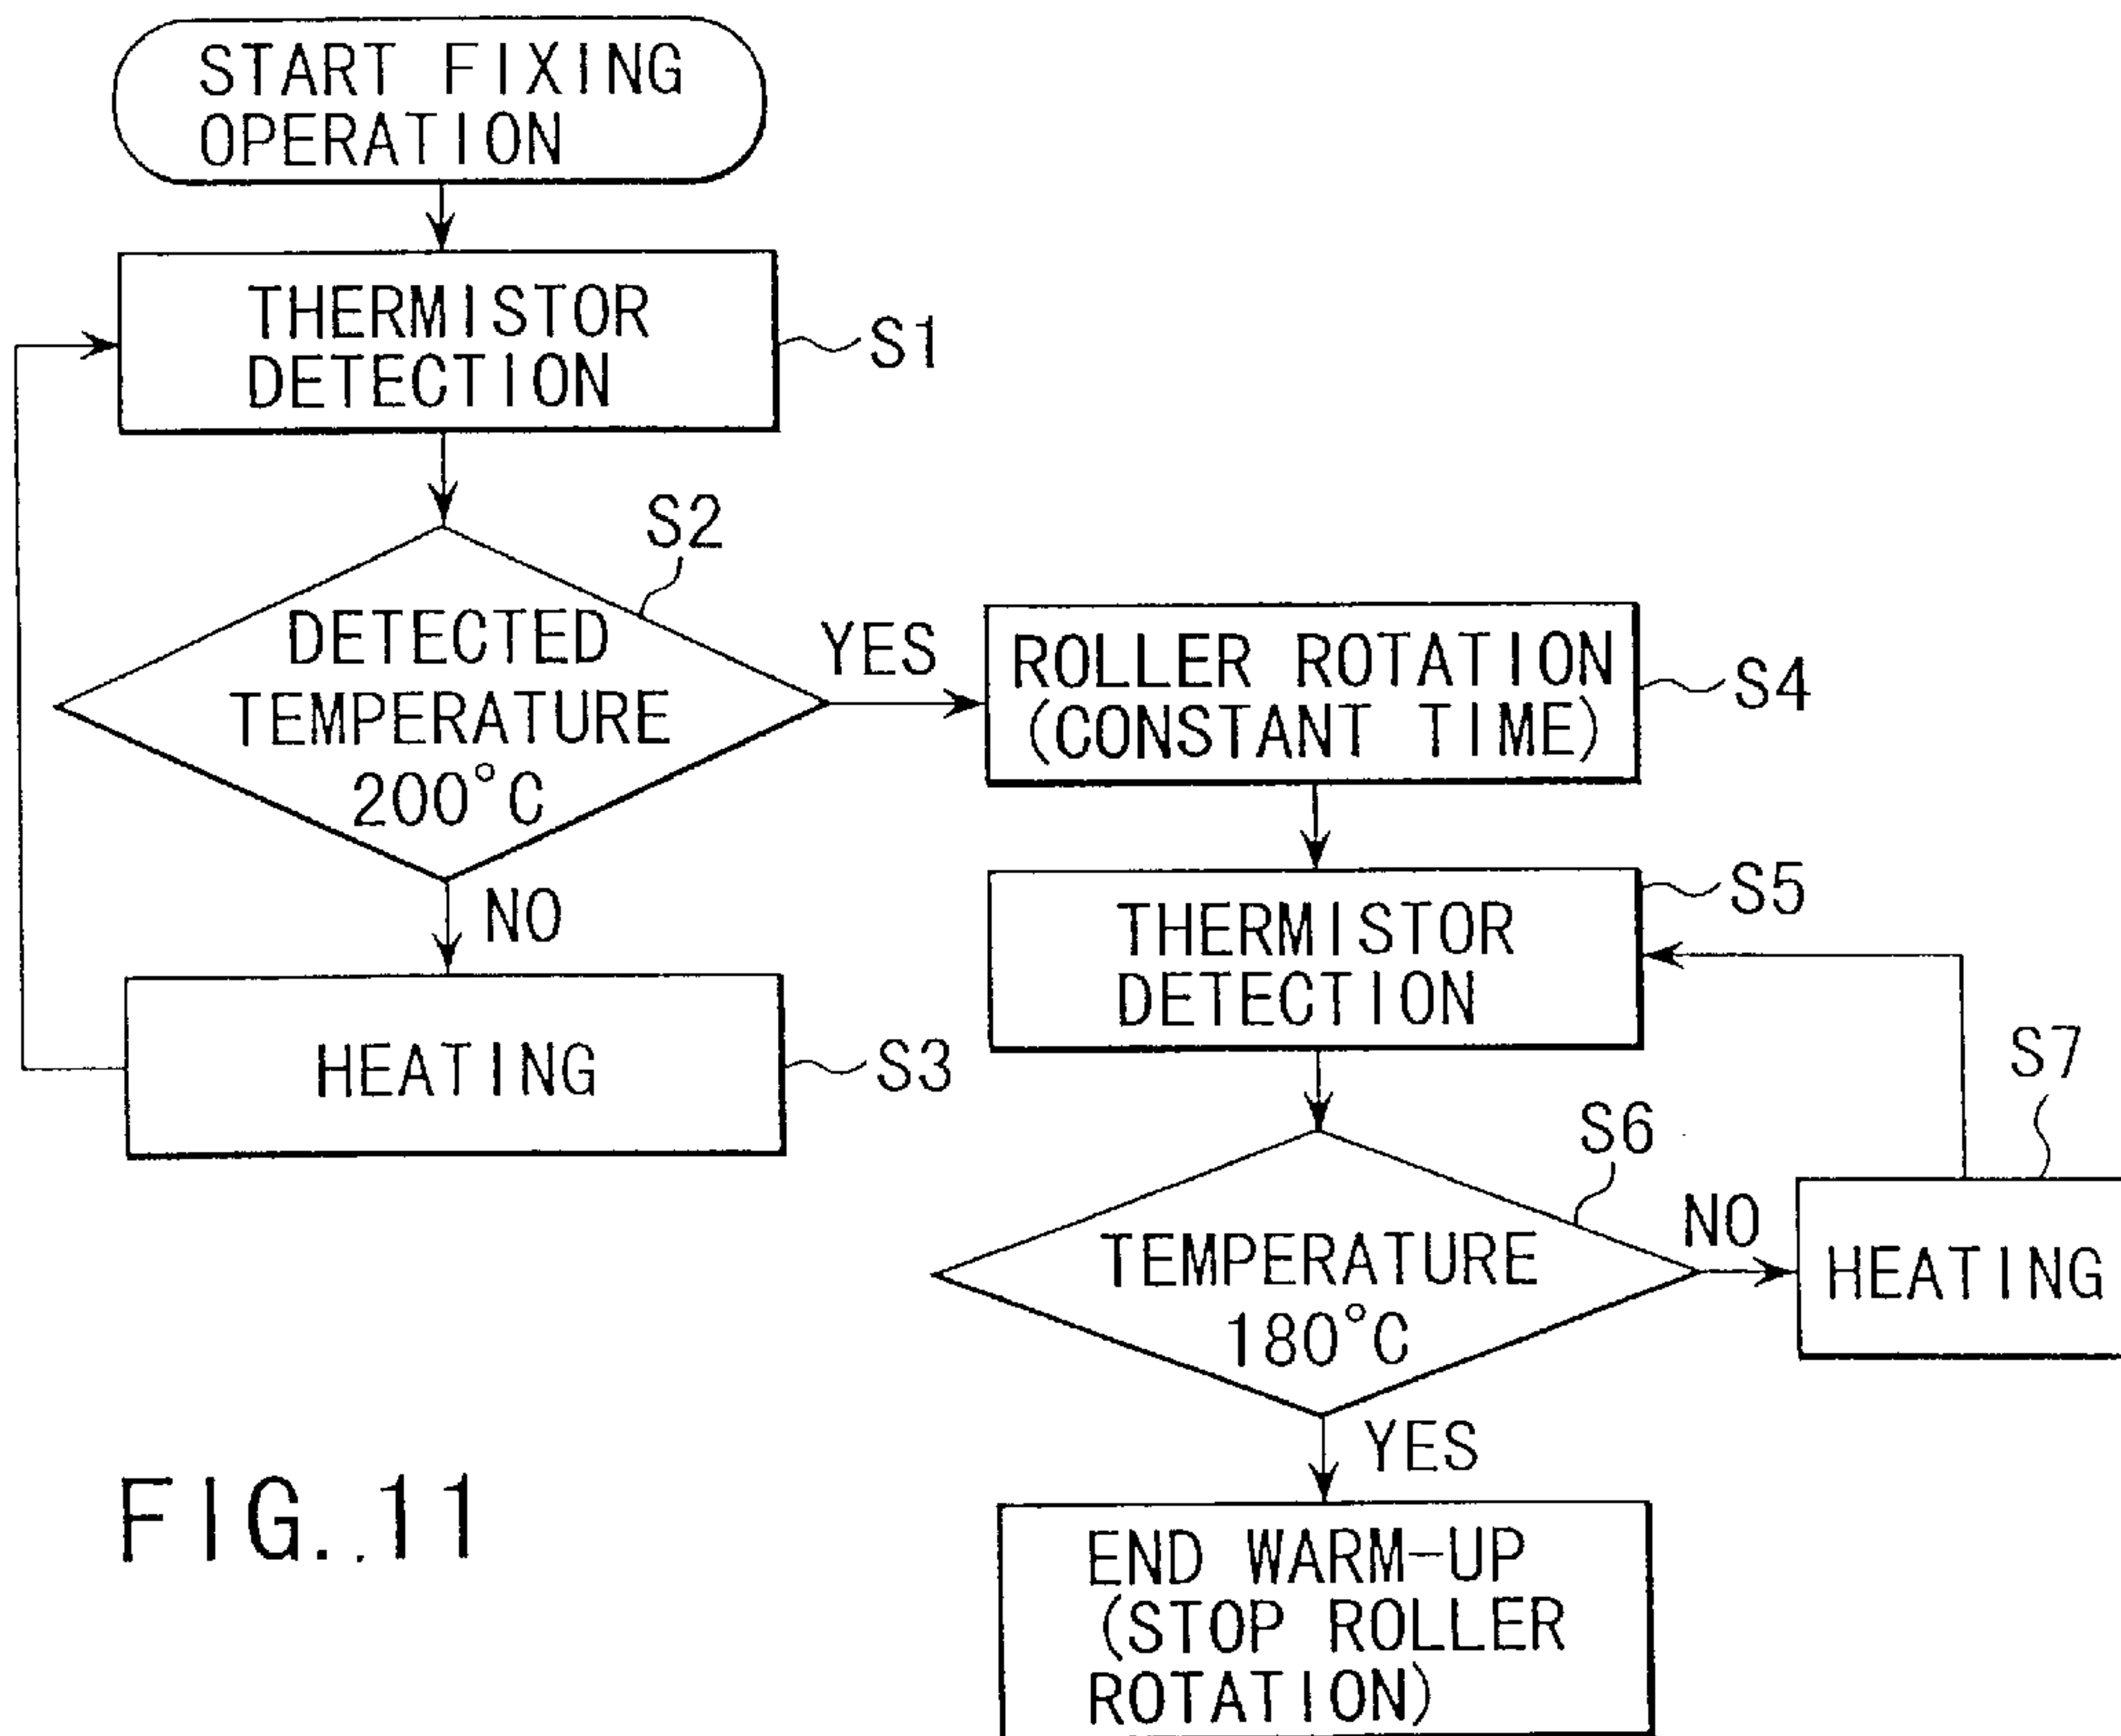 START FIXING
OPERATION
THERMISTOR
DETECTION
S1
S2
DETECTED
TEMPERATURE
200°C
YES
NO
HEATING
S3
ROLLER ROTATION
(CONSTANT TIME)
S4
THERMISTOR
DETECTION
S5
S6
TEMPERATURE
180°C
NO
S7
HEATING
YES
END WARM-UP
(STOP ROLLER
ROTATION)
FIG. 11